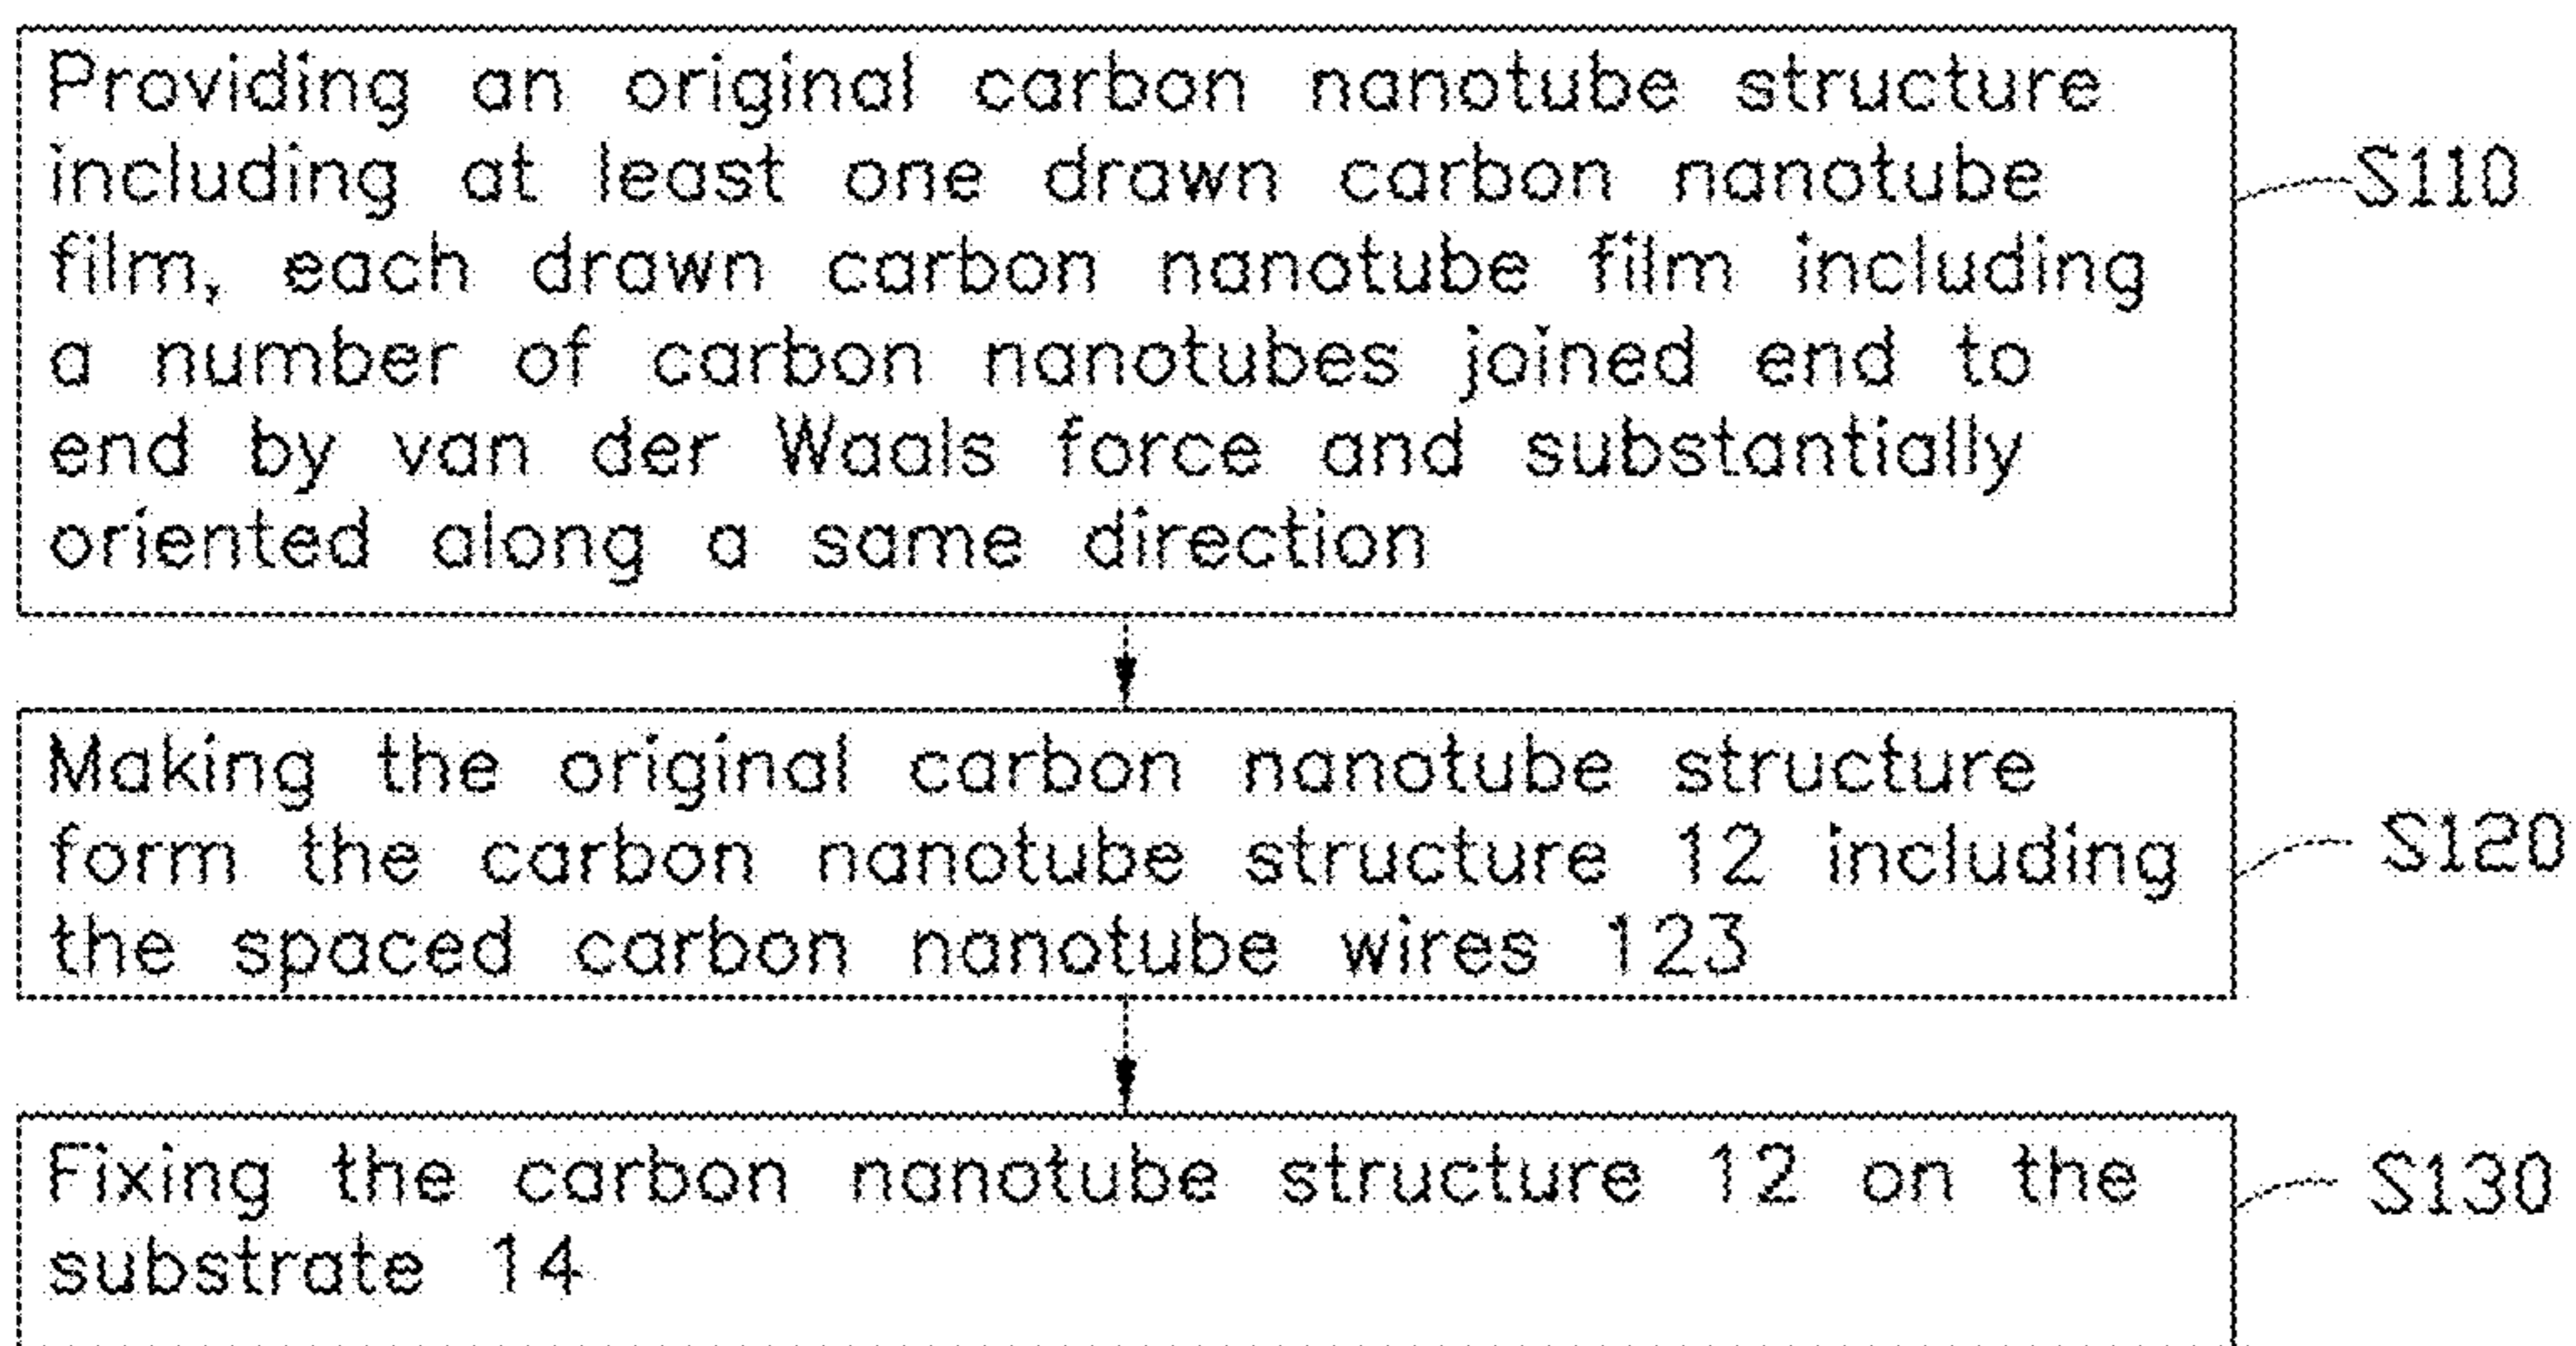 Providing an original carbon nanotube structure
including at least one drawn carbon nanotube
film, each drawn carbon nanotube film including
a number of carbon nanotubes joined end to
end by van der Waals force and substantially
oriented along a same direction
S110
Making the original carbon nanotube structure
form the carbon nanotube structure 12 including
the spaced carbon nanotube wires 123
S120
Fixing the carbon nanotube structure 12 on the
substrate 14
S130